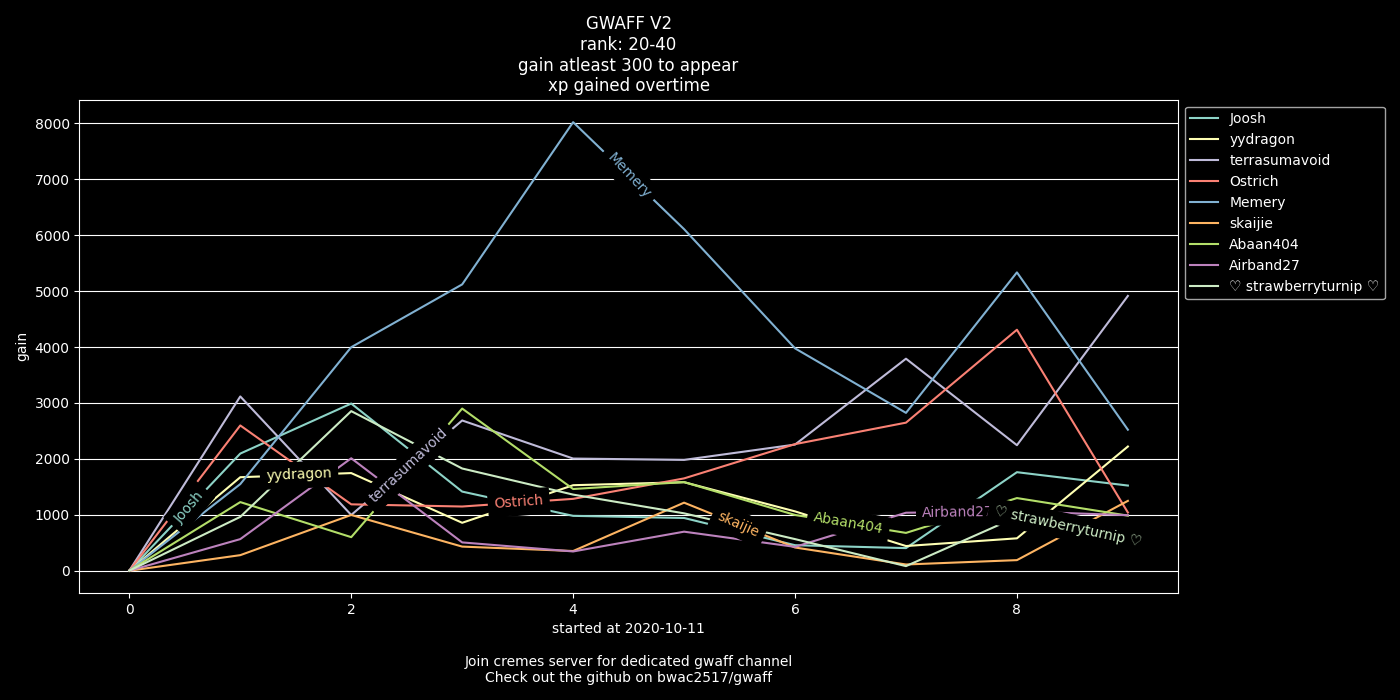 GWAFF V2
rank: 20-40
gain atleast 300 to appear
xp gained overtime
8000
7000
6000
5000
4000
3000
2000
1000
0
gain
Memery
Joosh
yydragon
terrasumavoid
Ostrich
skaijie
Abaan404
Airband27
♡ strawberryturnip ♡
0
2
4
6
8
started at 2020-10-11
Join cremes server for dedicated gwaff channel
Check out the github on bwac2517/gwaff
Joosh
yydragon
terrasumavoid
Ostrich
Memery
skaijie
Abaan404
Airband27
♡ strawberryturnip ♡